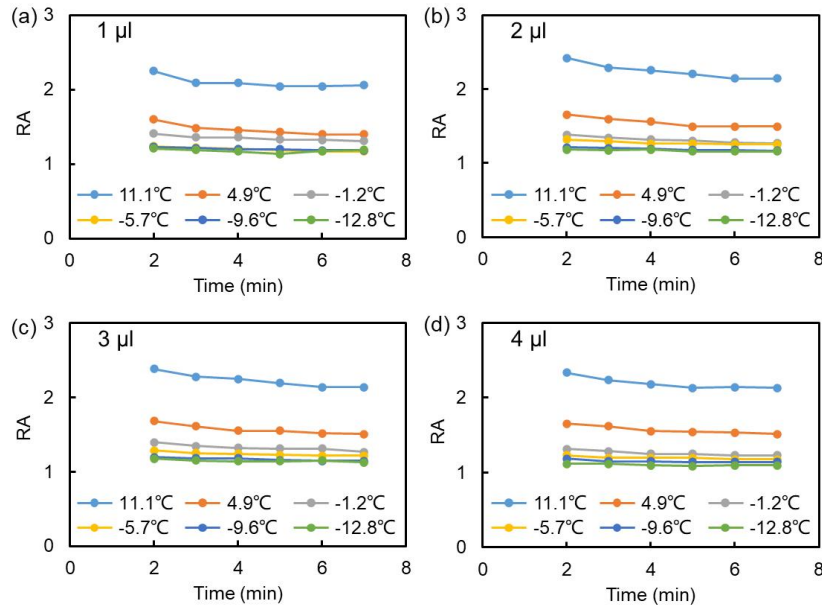 (a)
1 µl
3
2
1
0
RA
11.1℃ 4.9℃ -1.2℃
-5.7℃ -9.6℃ -12.8℃
0 2 4 6 8
Time (min)
(b)
2 µl
3
2
1
0
RA
11.1℃ 4.9℃ -1.2℃
-5.7℃ -9.6℃ -12.8℃
0 2 4 6 8
Time (min)
(c)
3 µl
3
2
1
0
RA
11.1℃ 4.9℃ -1.2℃
-5.7℃ -9.6℃ -12.8℃
0 2 4 6 8
Time (min)
(d)
4 µl
3
2
1
0
RA
11.1℃ 4.9℃ -1.2℃
-5.7℃ -9.6℃ -12.8℃
0 2 4 6 8
Time (min)